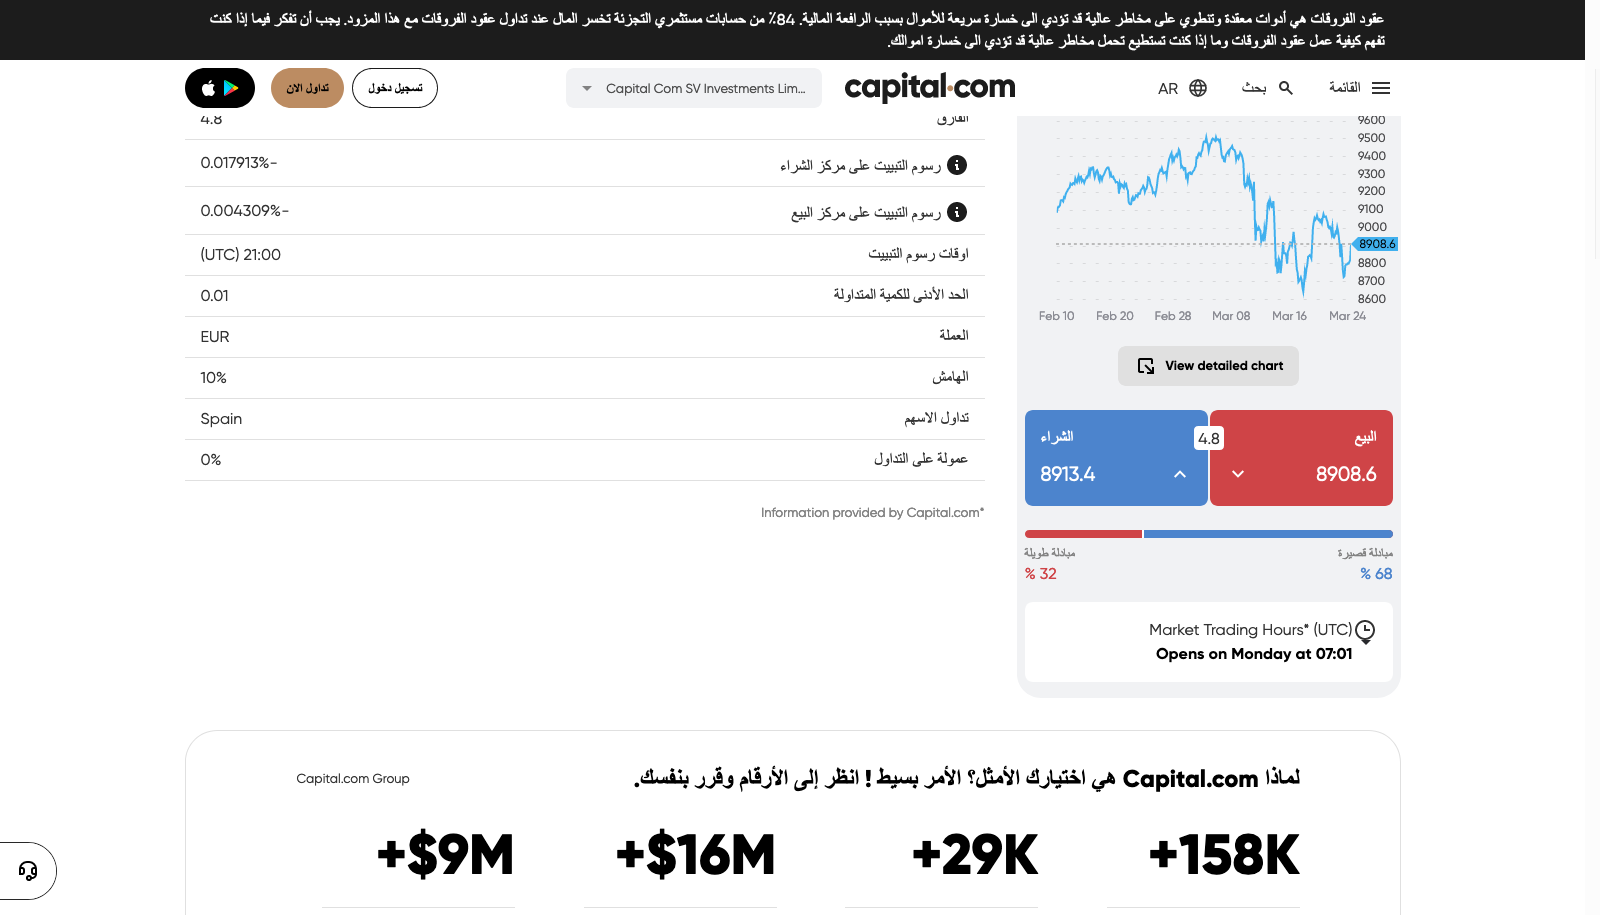 عقود الفروقات هي أدوات معقدة وتنطوي على مخاطر عالية قد تؤدي الى خسارة سريعة للأموال بسبب الرافعة المالية. 84٪ من حسابات مستثمري التجزئة تخسر المال عند تداول عقود الفروقات مع هذا المزود. يجب أن تفكر فيما إذا كنت
تفهم كيفية عمل عقود الفروقات وما إذا كنت تستطيع تحمل مخاطر عالية قد تؤدي الى خسارة اموالك.
القائمة
بحث
AR
capital.com
Capital Com SV Investments Lim...
تسجيل دخول
تداول الان
الفارق 4.8
رسوم التبييت على مركز الشراء -0.017913%
رسوم التبييت على مركز البيع -0.004309%
اوقات رسوم التبييت 21:00 (UTC)
الحد الأدنى للكمية المتداولة 0.01
العملة EUR
الهامش 10%
تداول الاسهم Spain
عمولة على التداول 0%
Information provided by Capital.com*
9600
9500
9400
9300
9200
9100
9000
8908.6
8800
8700
8600
Feb 10 Feb 20 Feb 28 Mar 08 Mar 16 Mar 24
View detailed chart
البيع
8908.6
4.8
الشراء
8913.4
مبادلة قصيرة
68 %
مبادلة طويلة
32 %
Market Trading Hours* (UTC)
Opens on Monday at 07:01
لماذا Capital.com هي اختيارك الأمثل؟ الأمر بسيط ! انظر إلى الأرقام وقرر بنفسك.
Capital.com Group
+158K
+29K
+$16M
+$9M